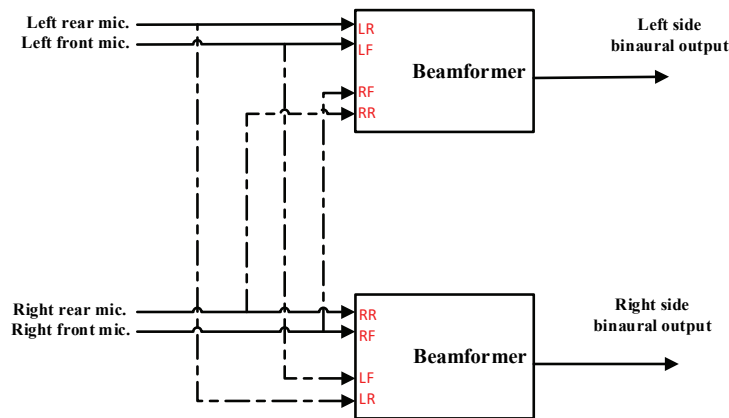 Left rear mic.
Left front mic.
LR
LF
RF
RR
Beamformer
Left side
binaural output
Right rear mic.
Right front mic.
RR
RF
LF
LR
Beamformer
Right side
binaural output